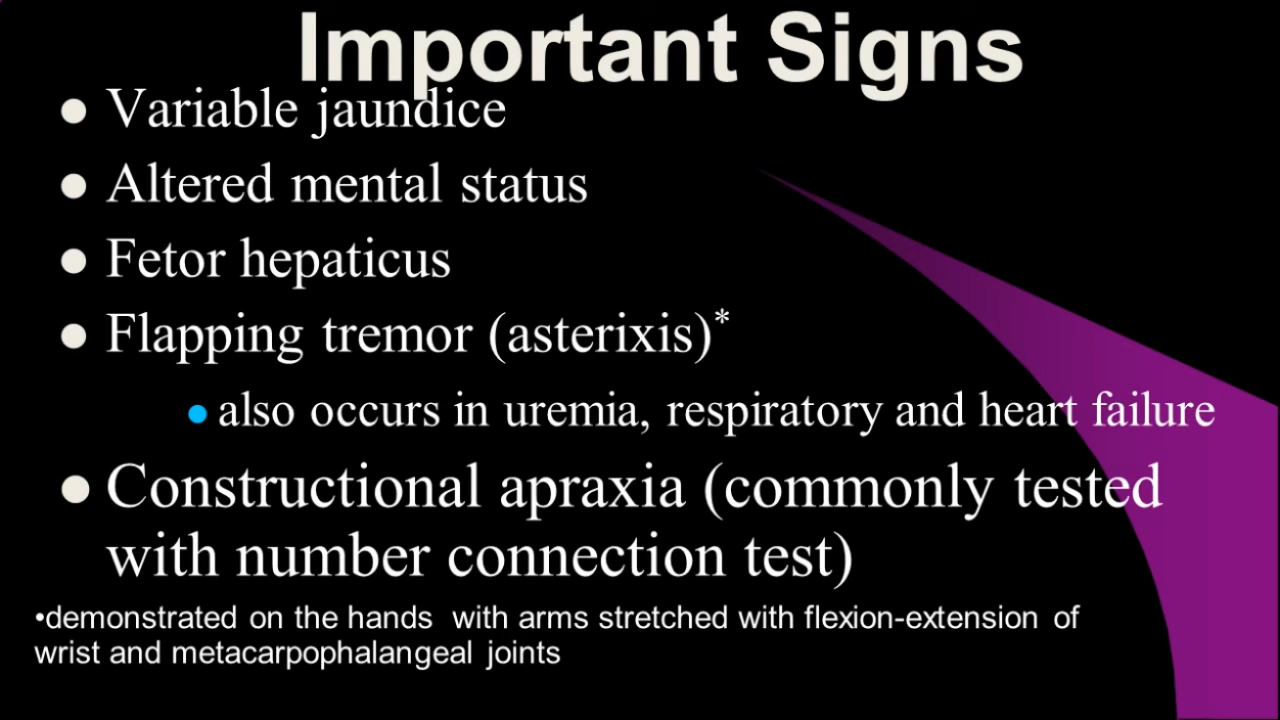 Important Signs
● Variable jaundice
● Altered mental status
● Fetor hepaticus
● Flapping tremor (asterixis)*
● also occurs in uremia, respiratory and heart failure
● Constructional apraxia (commonly tested
with number connection test)
•demonstrated on the hands with arms stretched with flexion-extension of
wrist and metacarpophalangeal joints